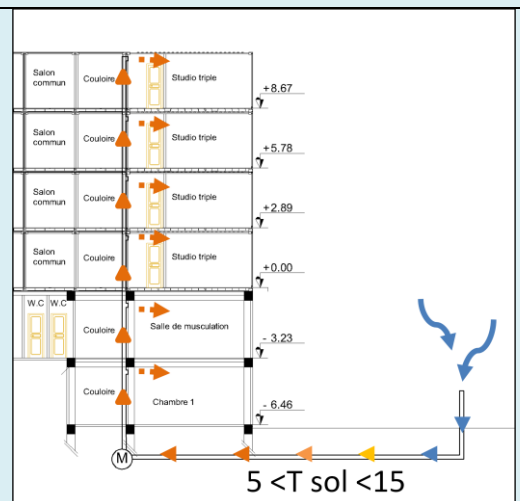 Salon
commun
Couloire
Studio triple
+8.67
Salon
commun
Couloire
Studio triple
+5.78
Salon
commun
Couloire
Studio triple
+2.89
Salon
commun
Couloire
Studio triple
+0.00
W.C W.C
Couloire
Salle de musculation
- 3.23
Couloire
Chambre 1
- 6.46
M
5 <T sol <15